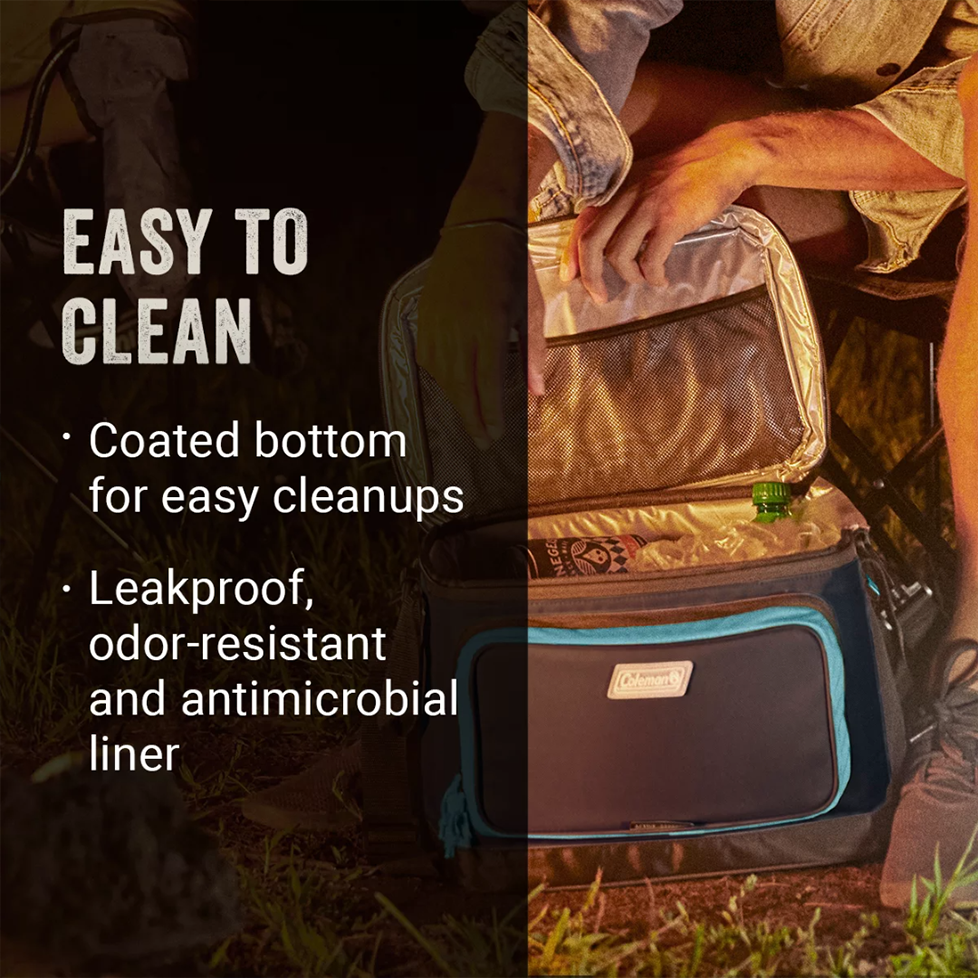 EASY TO
CLEAN
· Coated bottom
for easy cleanups
· Leakproof,
odor-resistant
and antimicrobial
liner
Coleman